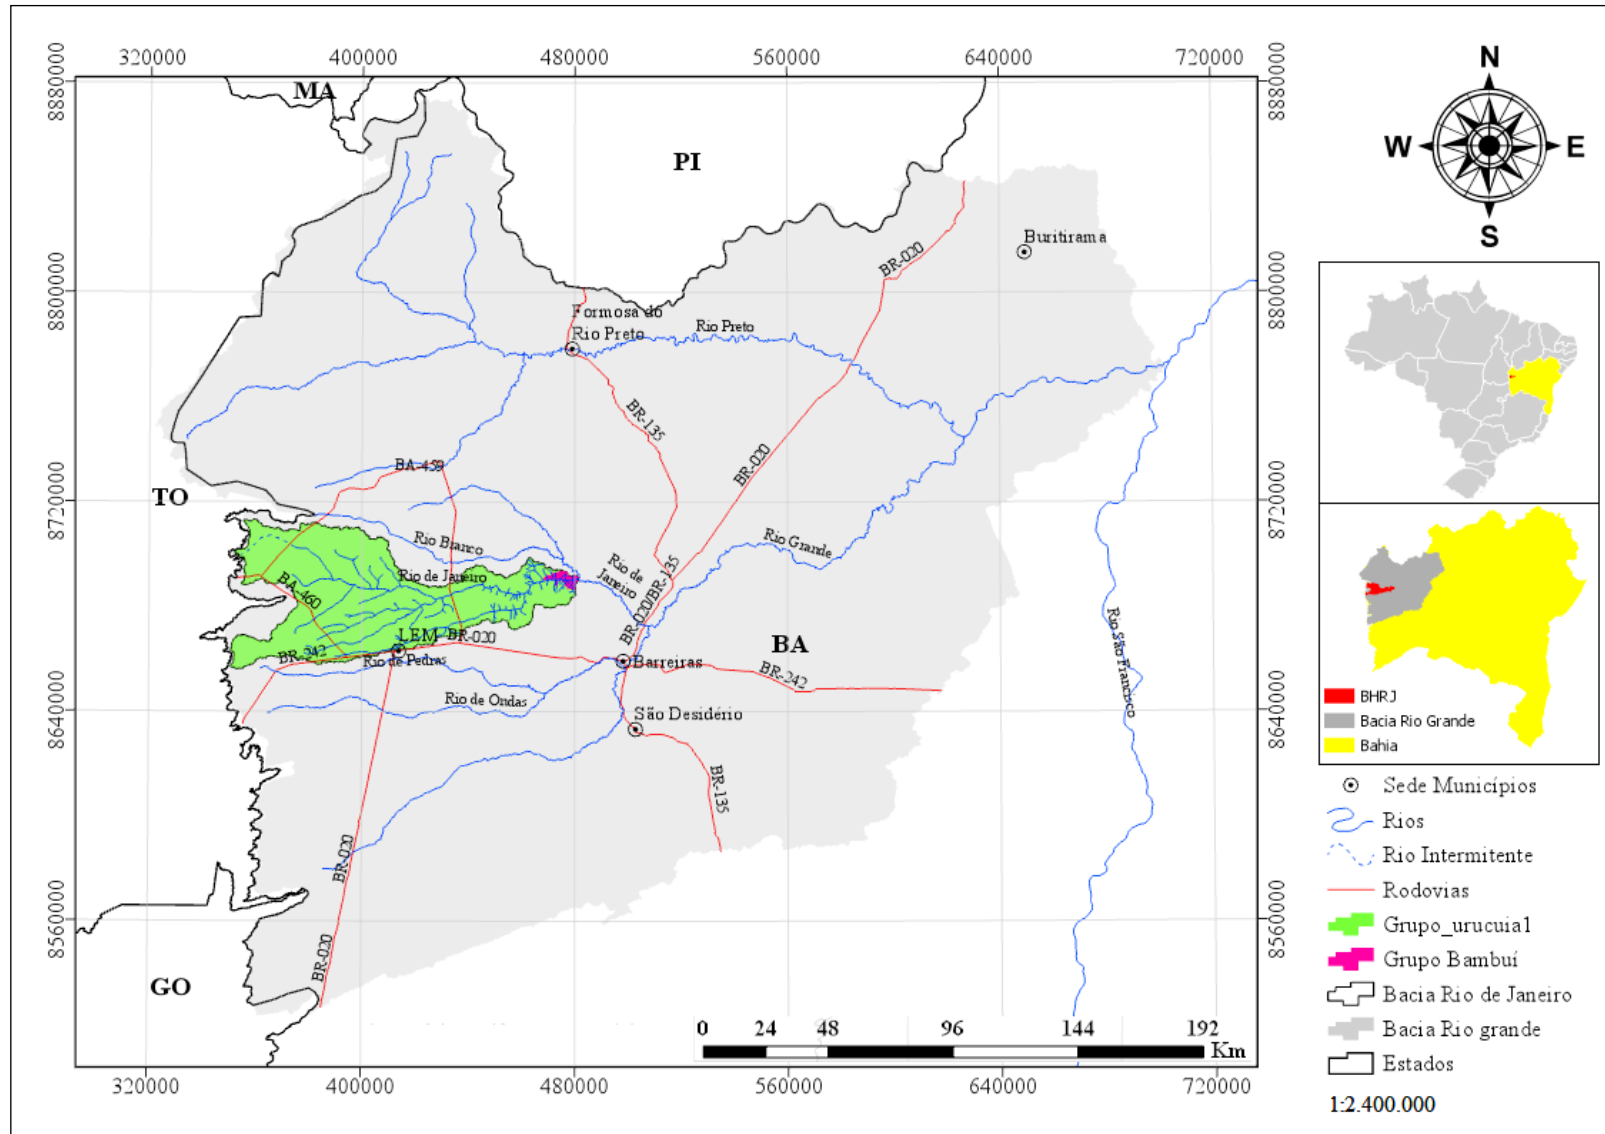 320000
400000
480000
560000
640000
720000
8880000
8880000
MA
PI
N
W
E
S
BR-020
Buritirama
8800000
8800000
Formosa do
Rio Preto
Rio Preto
BR-135
BR-020
BA-459
TO
8720000
8720000
Rio Branco
Rio Grande
Rio de Janeiro
Rio de
Janeiro
BA-460
BR-020/BR-135
LEM
BR-020
BR-242
Rio de Pedras
Barreiras
BA
BR-242
Rio São Francisco
Rio de Ondas
São Desidério
8640000
8640000
BR-135
BR-020
8560000
8560000
BR-020
GO
BHRJ
Bacia Rio Grande
Bahia
Sede Municípios
Rios
Rio Intermitente
Rodovias
Grupo_urucuia1
Grupo Bambuí
Bacia Rio de Janeiro
Bacia Rio grande
Estados
1:2.400.000
0 24 48 96 144 192
Km
320000
400000
480000
560000
640000
720000